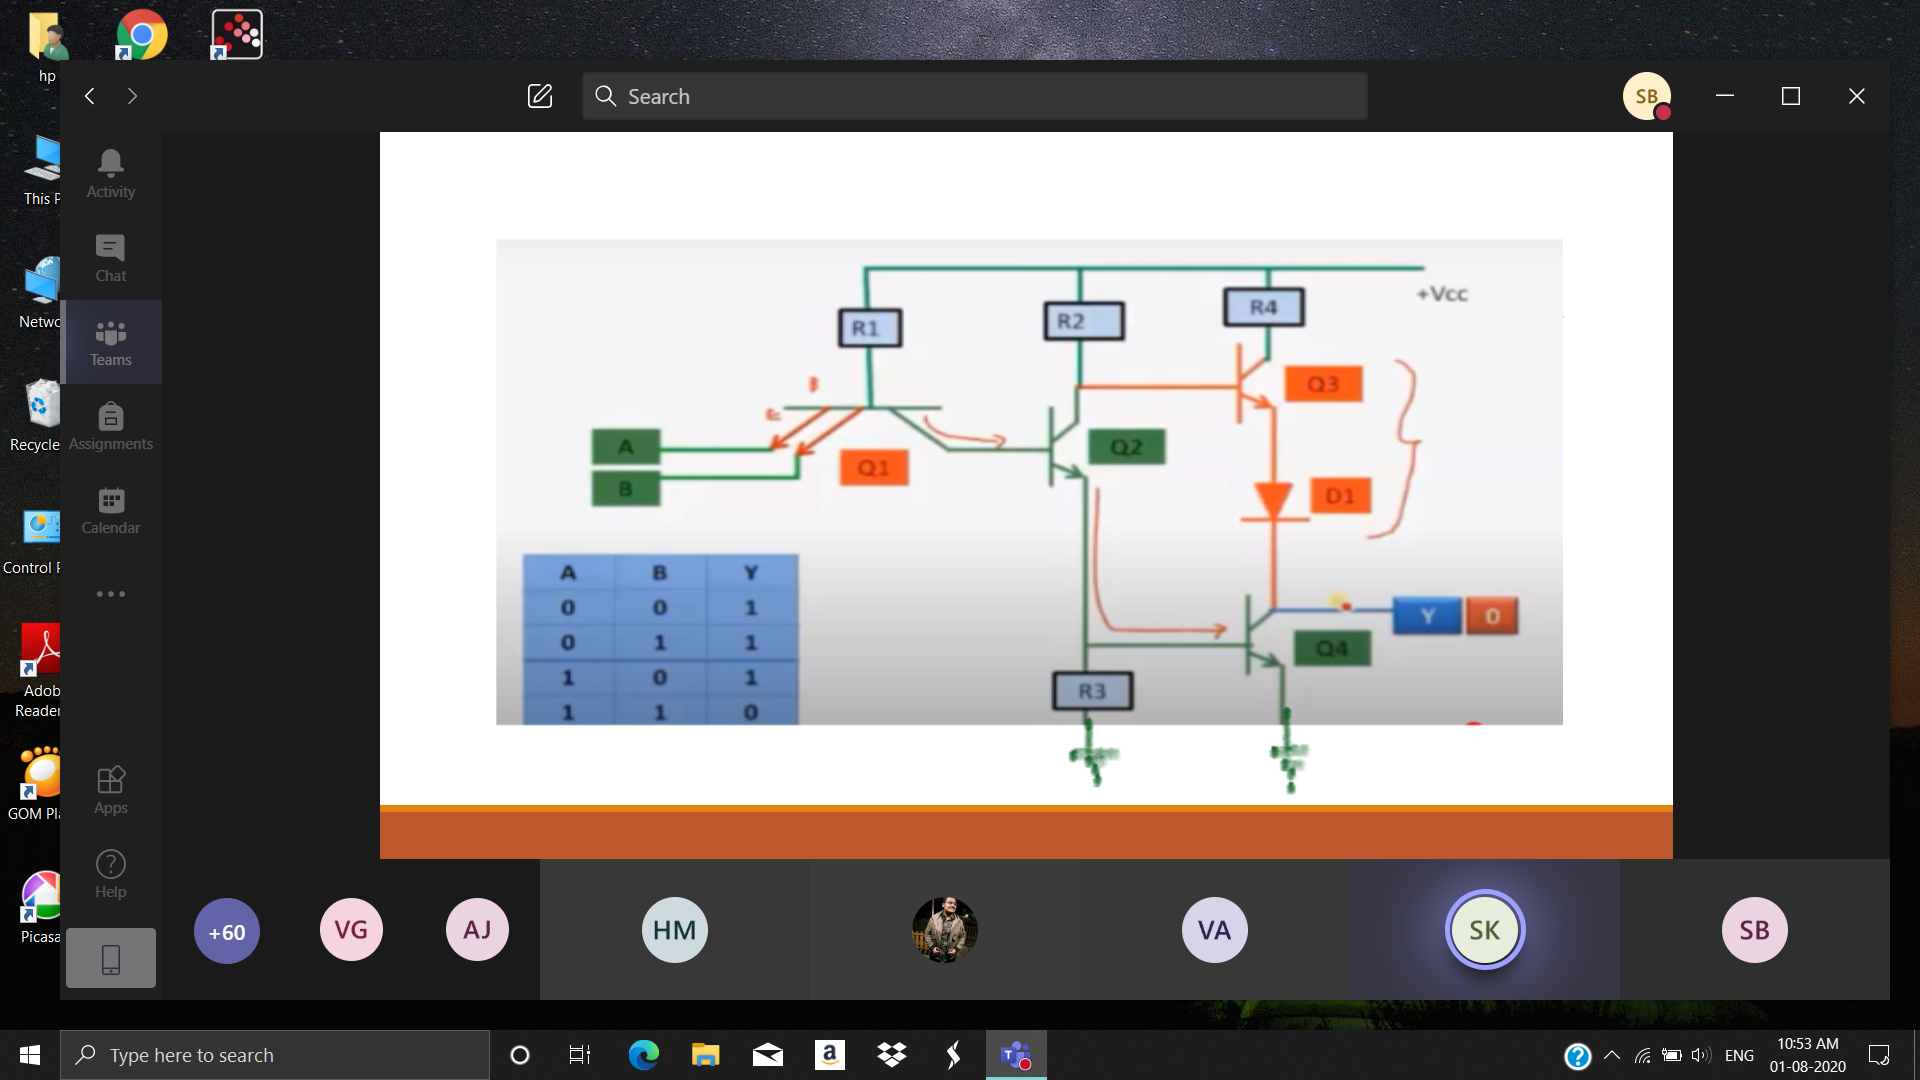 hp
Search
SB
This P
Netwo
Recycle
Control P
Adob
Reader
GOM Pla
Picasa
Activity
Chat
Teams
Assignments
Calendar
Apps
Help
+Vcc
R1
R2
R4
B
E
Q3
A
B
Q1
Q2
D1
A B Y
0 0 1
0 1 1
1 0 1
1 1 0
Y 0
Q4
R3
+60
VG
AJ
HM
VA
SK
SB
Type here to search
a
T
ENG
10:53 AM
01-08-2020